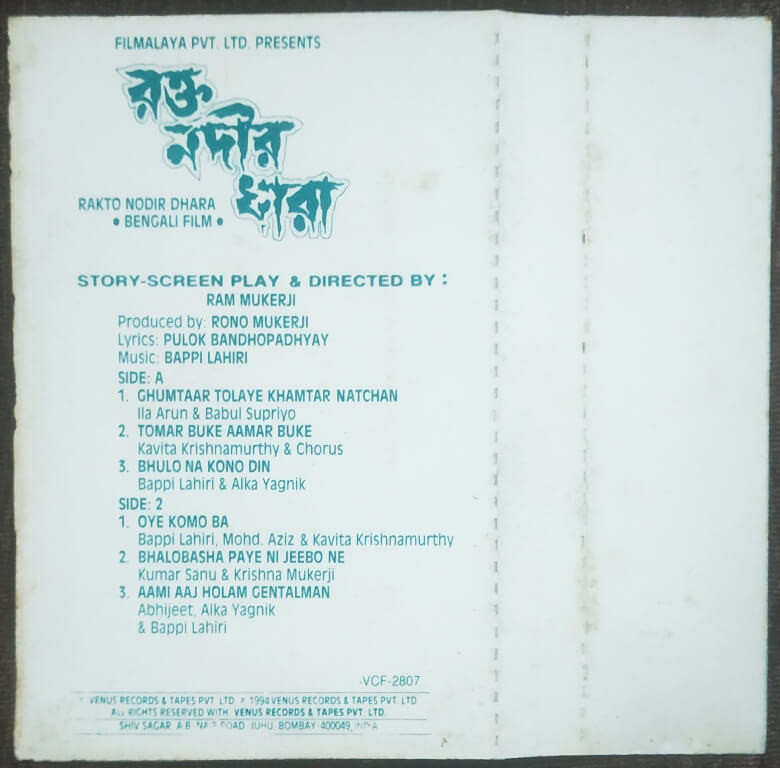 FILMALAYA PVT. LTD. PRESENTS
রক্ত
নদীর
ধারা
RAKTO NODIR DHARA
• BENGALI FILM •
STORY-SCREEN PLAY & DIRECTED BY :
RAM MUKERJI
Produced by: RONO MUKERJI
Lyrics: PULOK BANDHOPADHYAY
Music: BAPPI LAHIRI
SIDE: A
1. GHUMTAAR TOLAYE KHAMTAR NATCHAN
Ila Arun & Babul Supriyo
2. TOMAR BUKE AAMAR BUKE
Kavita Krishnamurthy & Chorus
3. BHULO NA KONO DIN
Bappi Lahiri & Alka Yagnik
SIDE: 2
1. OYE KOMO BA
Bappi Lahiri, Mohd. Aziz & Kavita Krishnamurthy
2. BHALOBASHA PAYE NI JEEBO NE
Kumar Sanu & Krishna Mukerji
3. AAMI AAJ HOLAM GENTALMAN
Abhijeet, Alka Yagnik
& Bappi Lahiri
VCF-2807
VENUS RECORDS & TAPES PVT. LTD. ℗ 1994 VENUS RECORDS & TAPES PVT. LTD
ALL RIGHTS RESERVED WITH VENUS RECORDS & TAPES PVT. LTD.
SHIV SAGAR A.B. ROAD JUHU, BOMBAY-400049, INDIA